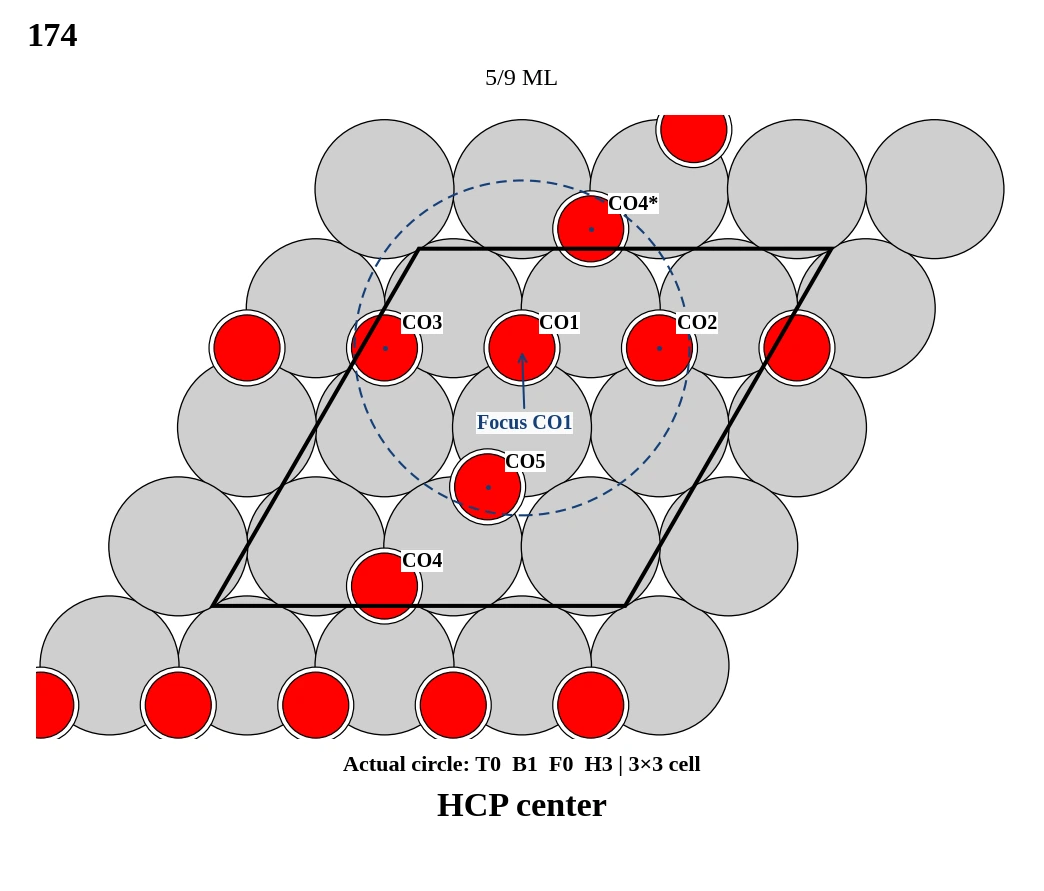 174
5/9 ML
CO4*
CO3
CO1
CO2
Focus CO1
CO5
CO4
Actual circle: T0  B1  F0  H3 | 3×3 cell
HCP center